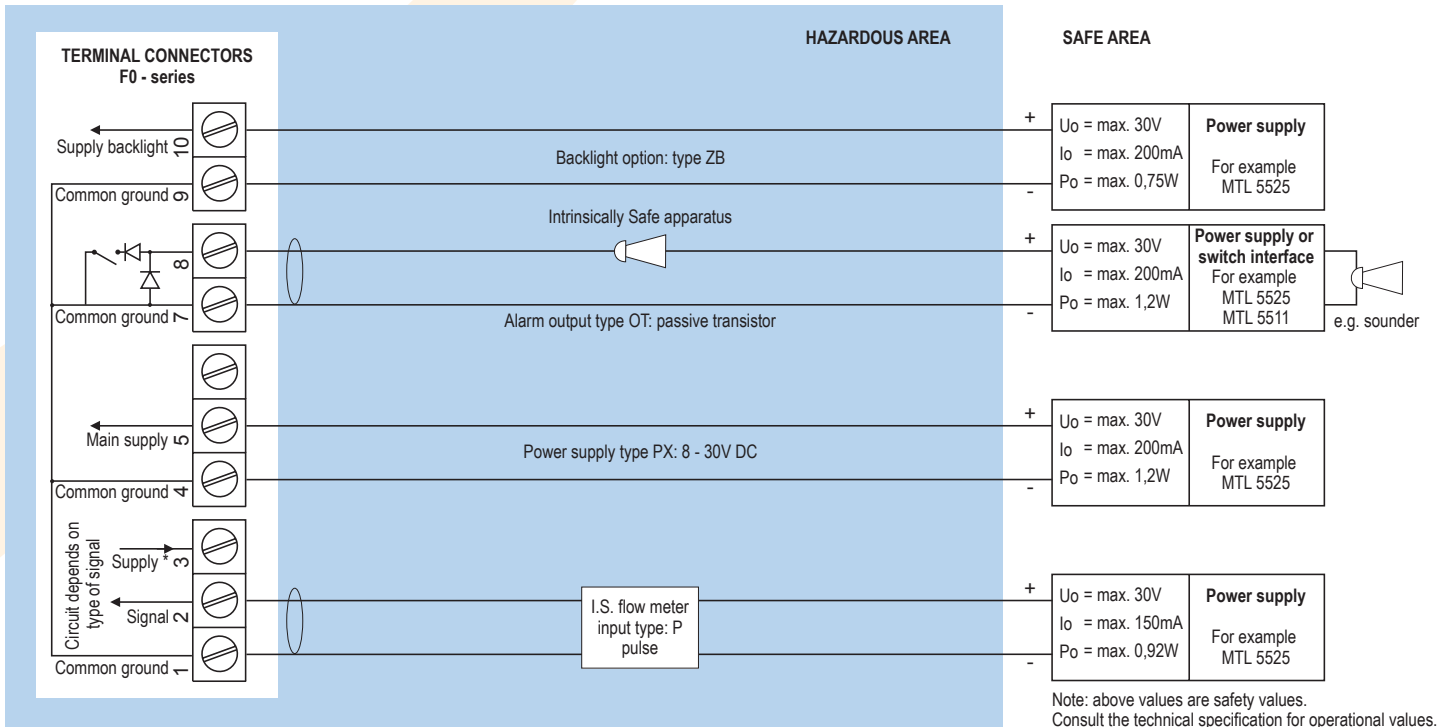 HAZARDOUS AREA
SAFE AREA
TERMINAL CONNECTORS
F0 - series
Supply backlight
10
Common ground
9
Backlight option: type ZB
+
-
Uo = max. 30V
Io = max. 200mA
Po = max. 0,75W
Power supply
For example
MTL 5525
8
Common ground
7
Intrinsically Safe apparatus
Alarm output type OT: passive transistor
+
-
Uo = max. 30V
Io = max. 200mA
Po = max. 1,2W
Power supply or
switch interface
For example
MTL 5525
MTL 5511
e.g. sounder
Main supply
5
Common ground
4
Power supply type PX: 8 - 30V DC
+
-
Uo = max. 30V
Io = max. 200mA
Po = max. 1,2W
Power supply
For example
MTL 5525
Circuit depends on
type of signal
Supply *
3
Signal
2
Common ground
1
I.S. flow meter
input type: P
pulse
+
-
Uo = max. 30V
Io = max. 150mA
Po = max. 0,92W
Power supply
For example
MTL 5525
Note: above values are safety values.
Consult the technical specification for operational values.